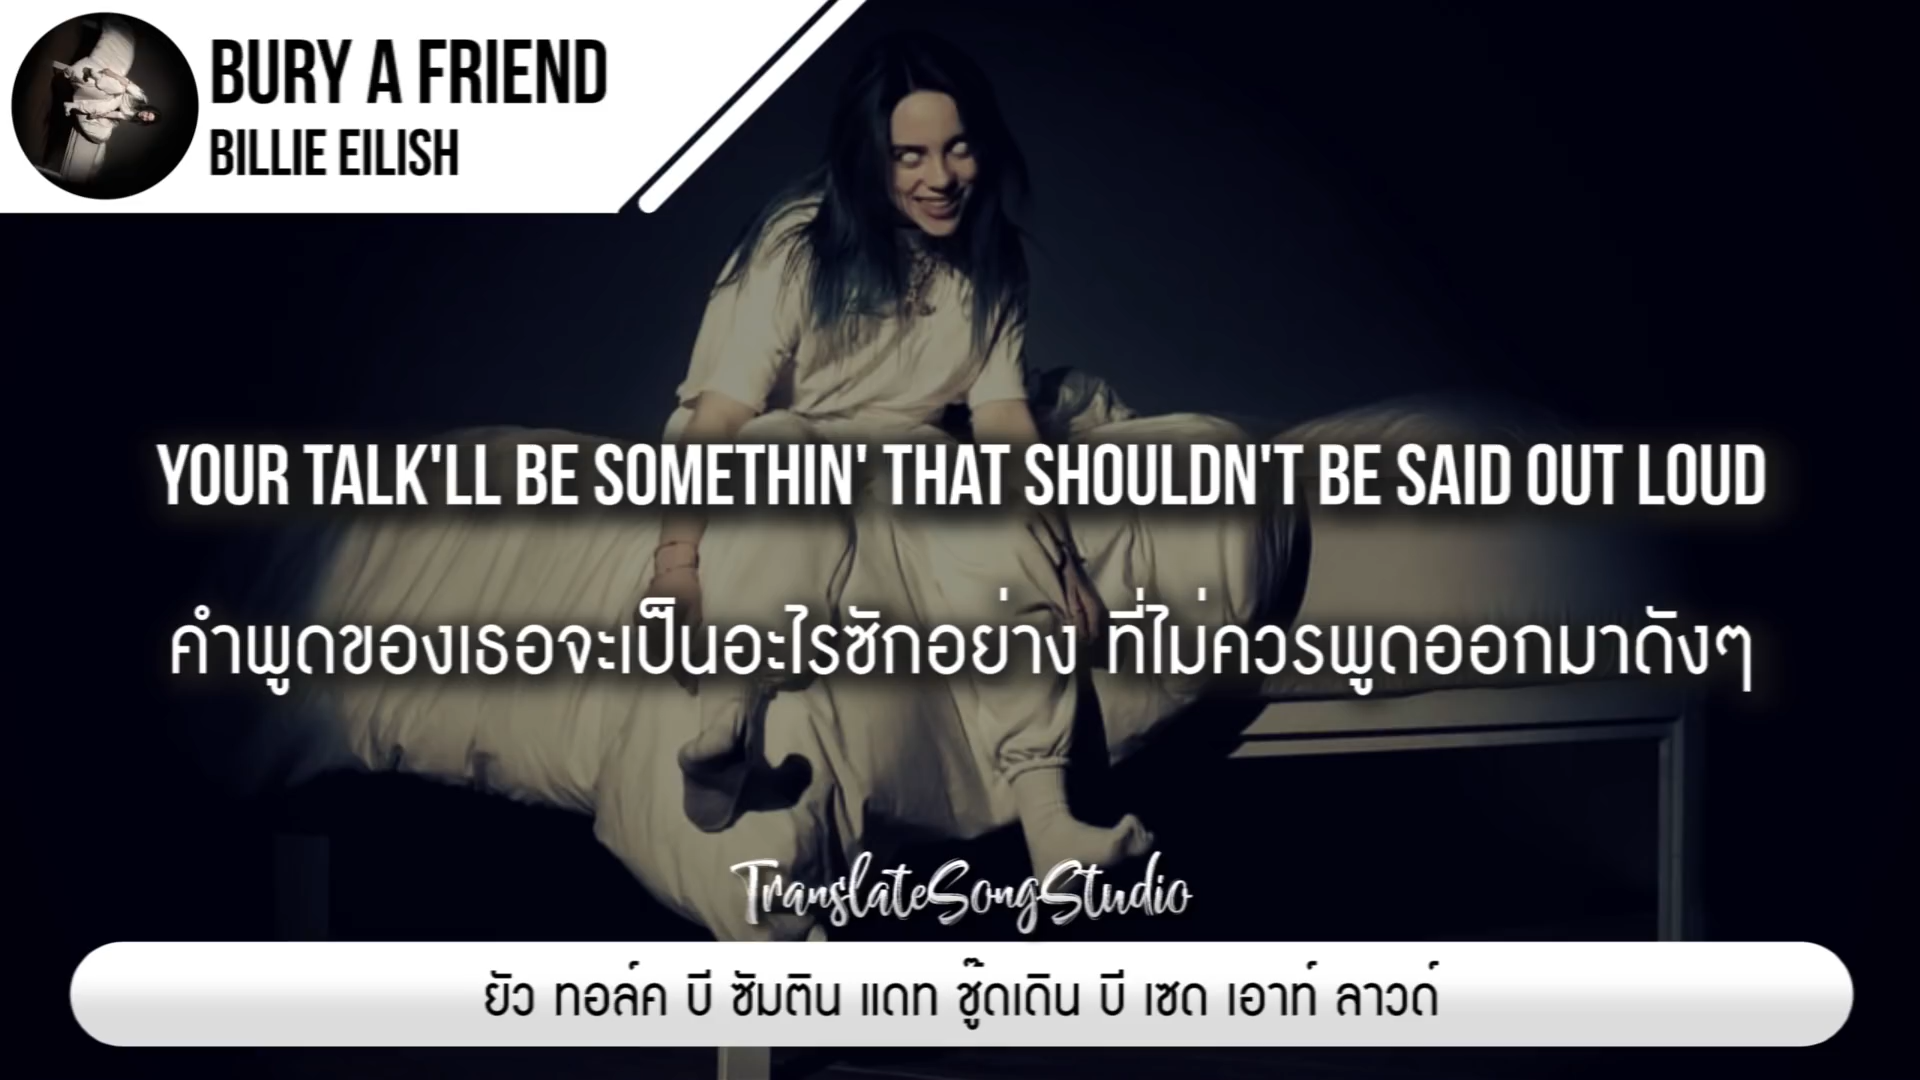 BURY A FRIEND
BILLIE EILISH
YOUR TALK'LL BE SOMETHIN' THAT SHOULDN'T BE SAID OUT LOUD
คำพูดของเธอจะเป็นอะไรซักอย่าง ที่ไม่ควรพูดออกมาดังๆ
TranslateSongStudio
ยัว ทอล์ค บี ซัมติน แดท ชู๊ดเดิน บี เซด เอาท์ ลาวด์